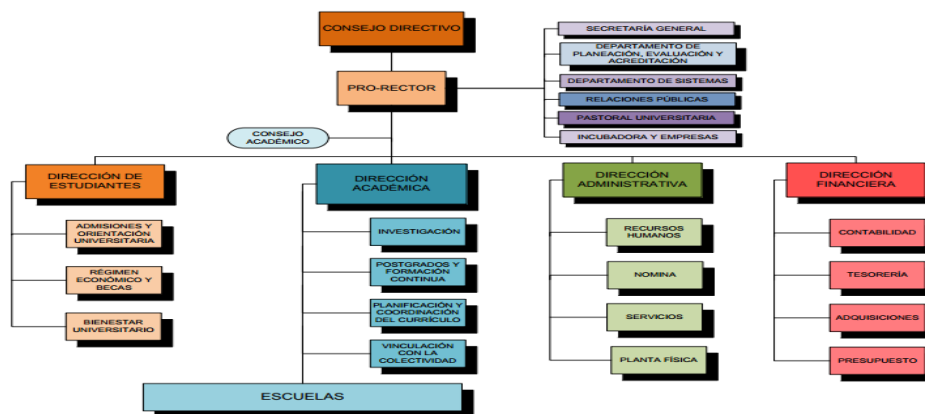 CONSEJO DIRECTIVO
PRO-RECTOR
SECRETARÍA GENERAL
DEPARTAMENTO DE
PLANEACIÓN, EVALUACIÓN Y
ACREDITACIÓN
DEPARTAMENTO DE SISTEMAS
RELACIONES PÚBLICAS
PASTORAL UNIVERSITARIA
INCUBADORA Y EMPRESAS
CONSEJO
ACADÉMICO
DIRECCIÓN DE
ESTUDIANTES
ADMISIONES Y
ORIENTACIÓN
UNIVERSITARIA
RÉGIMEN
ECONÓMICO Y
BECAS
BIENESTAR
UNIVERSITARIO
DIRECCIÓN
ACADÉMICA
INVESTIGACIÓN
POSTGRADOS Y
FORMACIÓN
CONTINUA
PLANIFICACIÓN Y
COORDINACIÓN
DEL CURRÍCULO
VINCULACIÓN
CON LA
COLECTIVIDAD
ESCUELAS
DIRECCIÓN
ADMINISTRATIVA
RECURSOS
HUMANOS
NOMINA
SERVICIOS
PLANTA FÍSICA
DIRECCIÓN
FINANCIERA
CONTABILIDAD
TESORERÍA
ADQUISICIONES
PRESUPUESTO